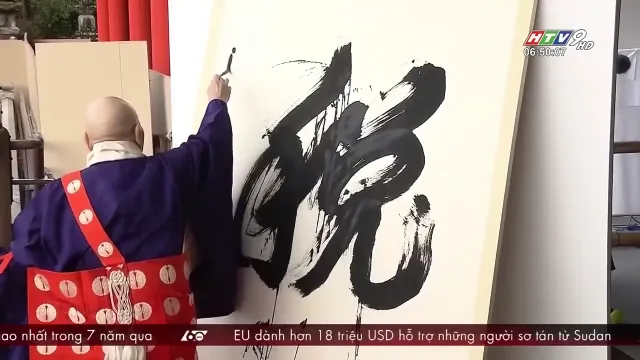 HTV9 HD
06:50:07
税
cao nhất trong 7 năm qua
EU dành hơn 18 triệu USD hỗ trợ những người sơ tán từ Sudan